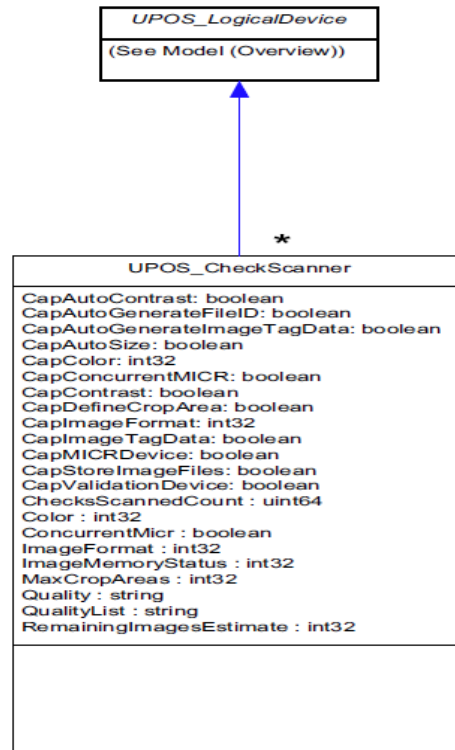 UPOS_LogicalDevice
(See Model (Overview))
*
UPOS_CheckScanner
CapAutoContrast: boolean
CapAutoGenerateFileID: boolean
CapAutoGenerateImageTagData: boolean
CapAutoSize: boolean
CapColor: int32
CapConcurrentMICR: boolean
CapContrast: boolean
CapDefineCropArea: boolean
CapImageFormat: int32
CapImageTagData: boolean
CapMICRDevice: boolean
CapStoreImageFiles: boolean
CapValidationDevice: boolean
ChecksScannedCount : uint64
Color : int32
ConcurrentMicr : boolean
ImageFormat : int32
ImageMemoryStatus : int32
MaxCropAreas : int32
Quality : string
QualityList : string
RemainingImagesEstimate : int32